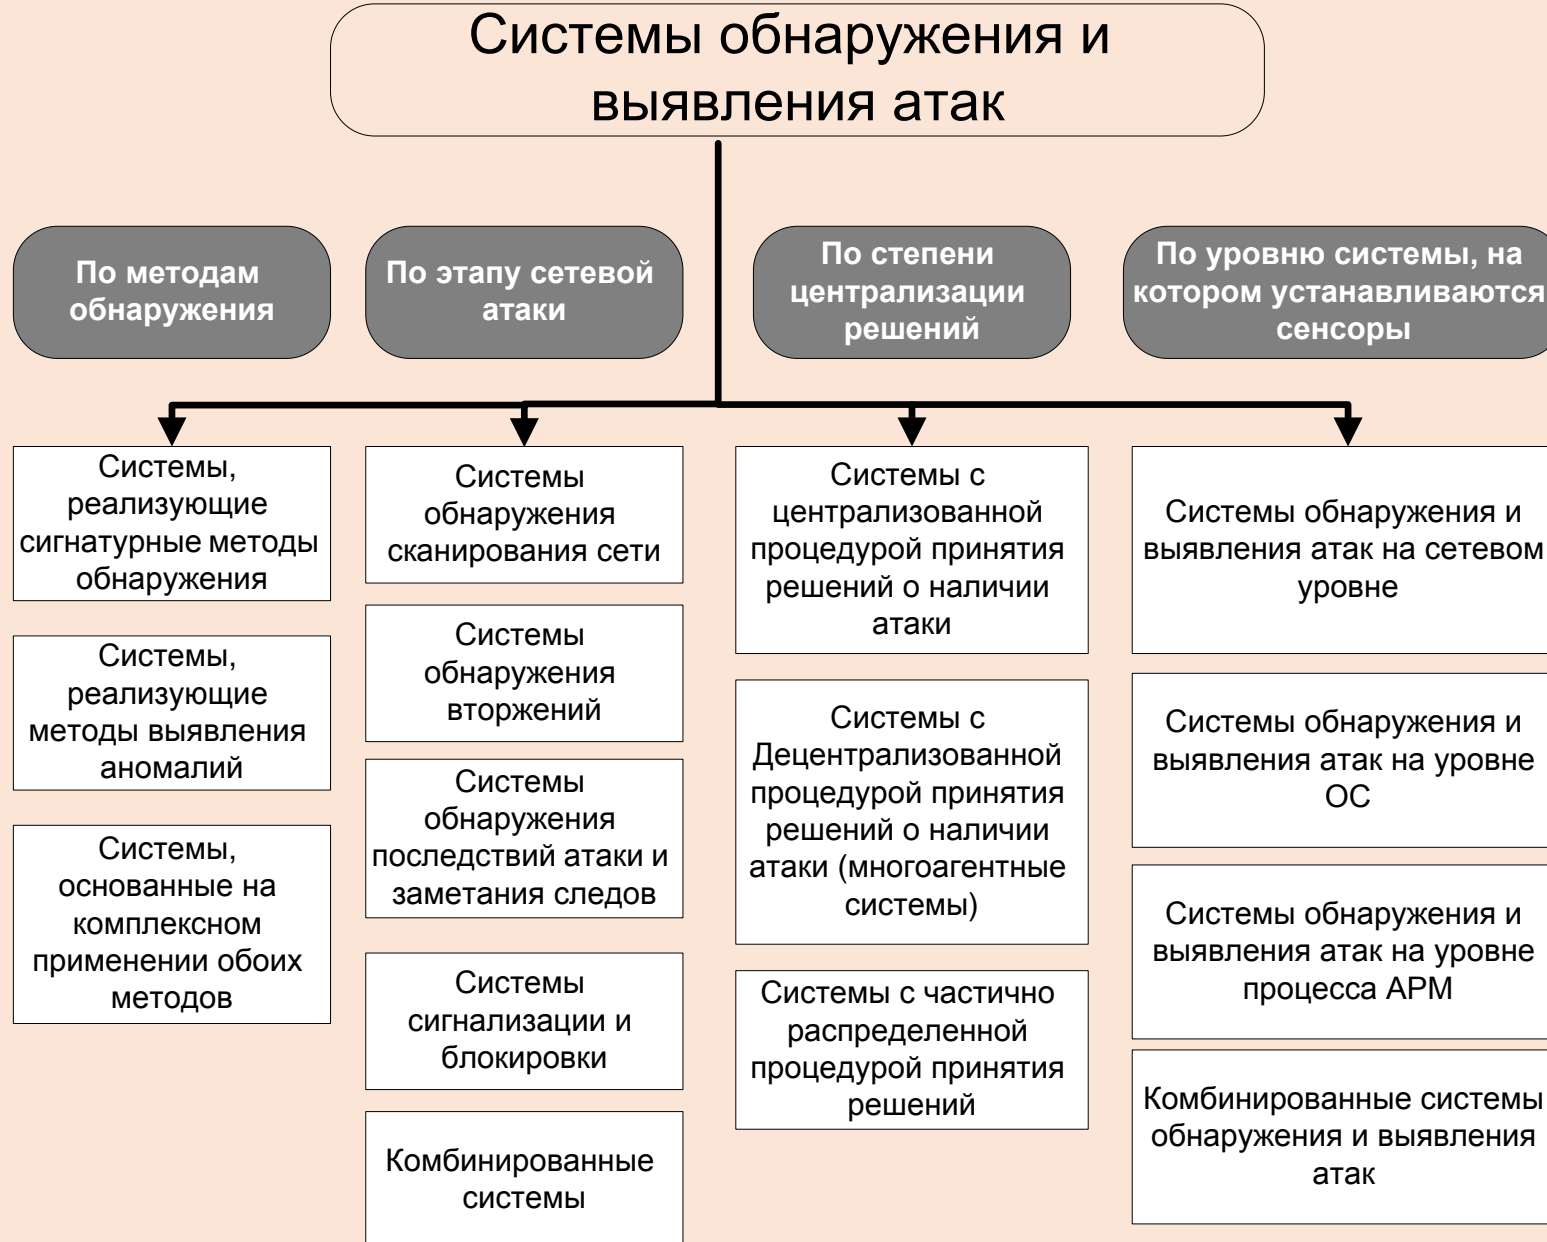 Системы обнаружения и
выявления атак
По методам
обнаружения
По этапу сетевой
атаки
По степени
централизации
решений
По уровню системы, на
котором устанавливаются
сенсоры
Системы,
реализующие
сигнатурные методы
обнаружения
Системы,
реализующие
методы выявления
аномалий
Системы,
основанные на
комплексном
применении обоих
методов
Системы
обнаружения
сканирования сети
Системы
обнаружения
вторжений
Системы
обнаружения
последствий атаки и
заметания следов
Системы
сигнализации и
блокировки
Комбинированные
системы
Системы с
централизованной
процедурой принятия
решений о наличии
атаки
Системы с
Децентрализованной
процедурой принятия
решений о наличии
атаки (многоагентные
системы)
Системы с частично
распределенной
процедурой принятия
решений
Системы обнаружения и
выявления атак на сетевом
уровне
Системы обнаружения и
выявления атак на уровне
ОС
Системы обнаружения и
выявления атак на уровне
процесса АРМ
Комбинированные системы
обнаружения и выявления
атак